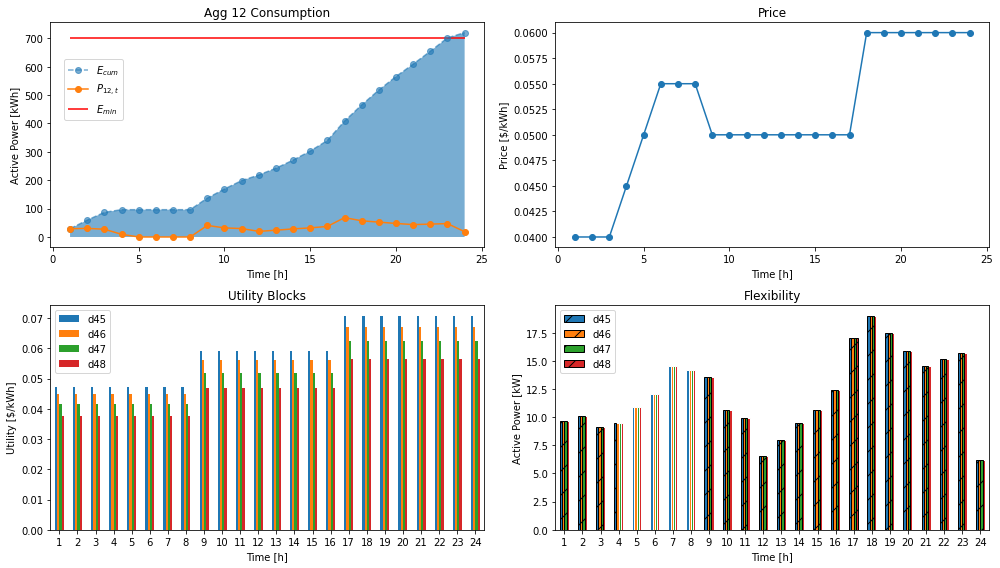 Agg 12 Consumption
Active Power [kWh]
700
600
500
400
300
200
100
0
E_cum
P_12,t
E_min
0 5 10 15 20 25
Time [h]
Price
Price [$/kWh]
0.0600
0.0575
0.0550
0.0525
0.0500
0.0475
0.0450
0.0425
0.0400
0 5 10 15 20 25
Time [h]
Utility Blocks
Utility [$/kWh]
0.07
0.06
0.05
0.04
0.03
0.02
0.01
0.00
d45
d46
d47
d48
1 2 3 4 5 6 7 8 9 10 11 12 13 14 15 16 17 18 19 20 21 22 23 24
Time [h]
Flexibility
Active Power [kW]
17.5
15.0
12.5
10.0
7.5
5.0
2.5
0.0
d45
d46
d47
d48
1 2 3 4 5 6 7 8 9 10 11 12 13 14 15 16 17 18 19 20 21 22 23 24
Time [h]